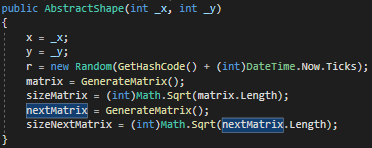 public AbstractShape(int _x, int _y)
{
x = _x;
y = _y;
r = new Random(GetHashCode() + (int)DateTime.Now.Ticks);
matrix = GenerateMatrix();
sizeMatrix = (int)Math.Sqrt(matrix.Length);
nextMatrix = GenerateMatrix();
sizeNextMatrix = (int)Math.Sqrt(nextMatrix.Length);
}